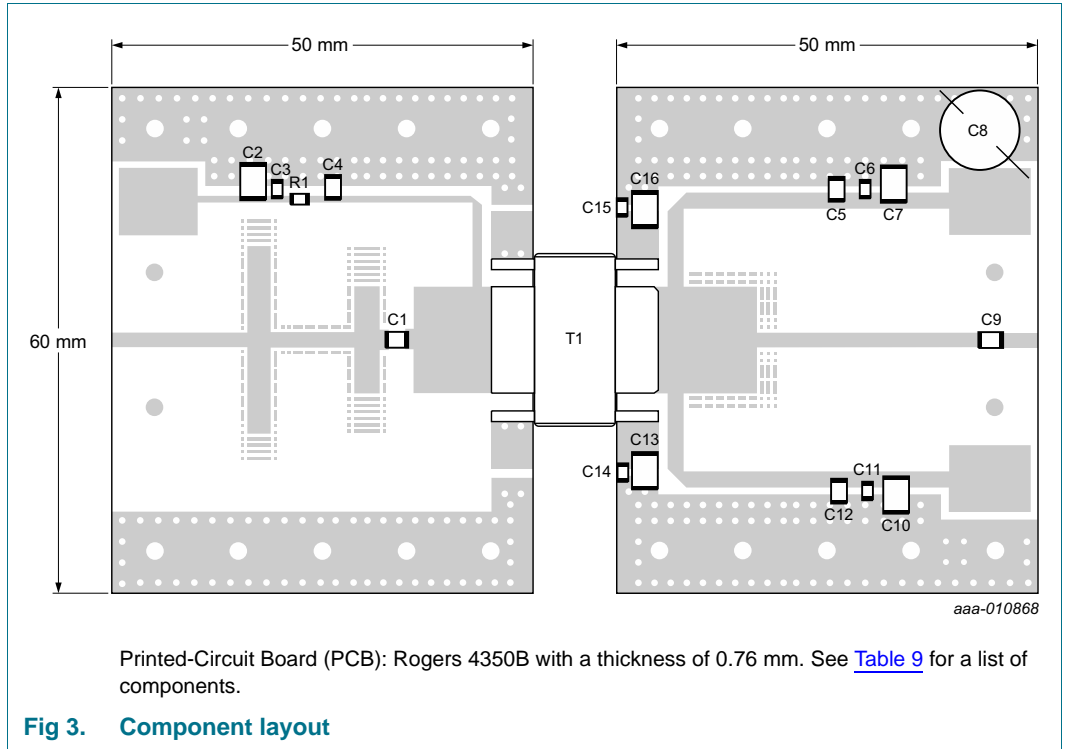 50 mm
50 mm
60 mm
C2
C3
R1
C4
C1
T1
C8
C16
C15
C5
C6
C7
C9
C13
C14
C11
C12
C10
aaa-010868
Printed-Circuit Board (PCB): Rogers 4350B with a thickness of 0.76 mm. See Table 9 for a list of
components.
Fig 3. Component layout